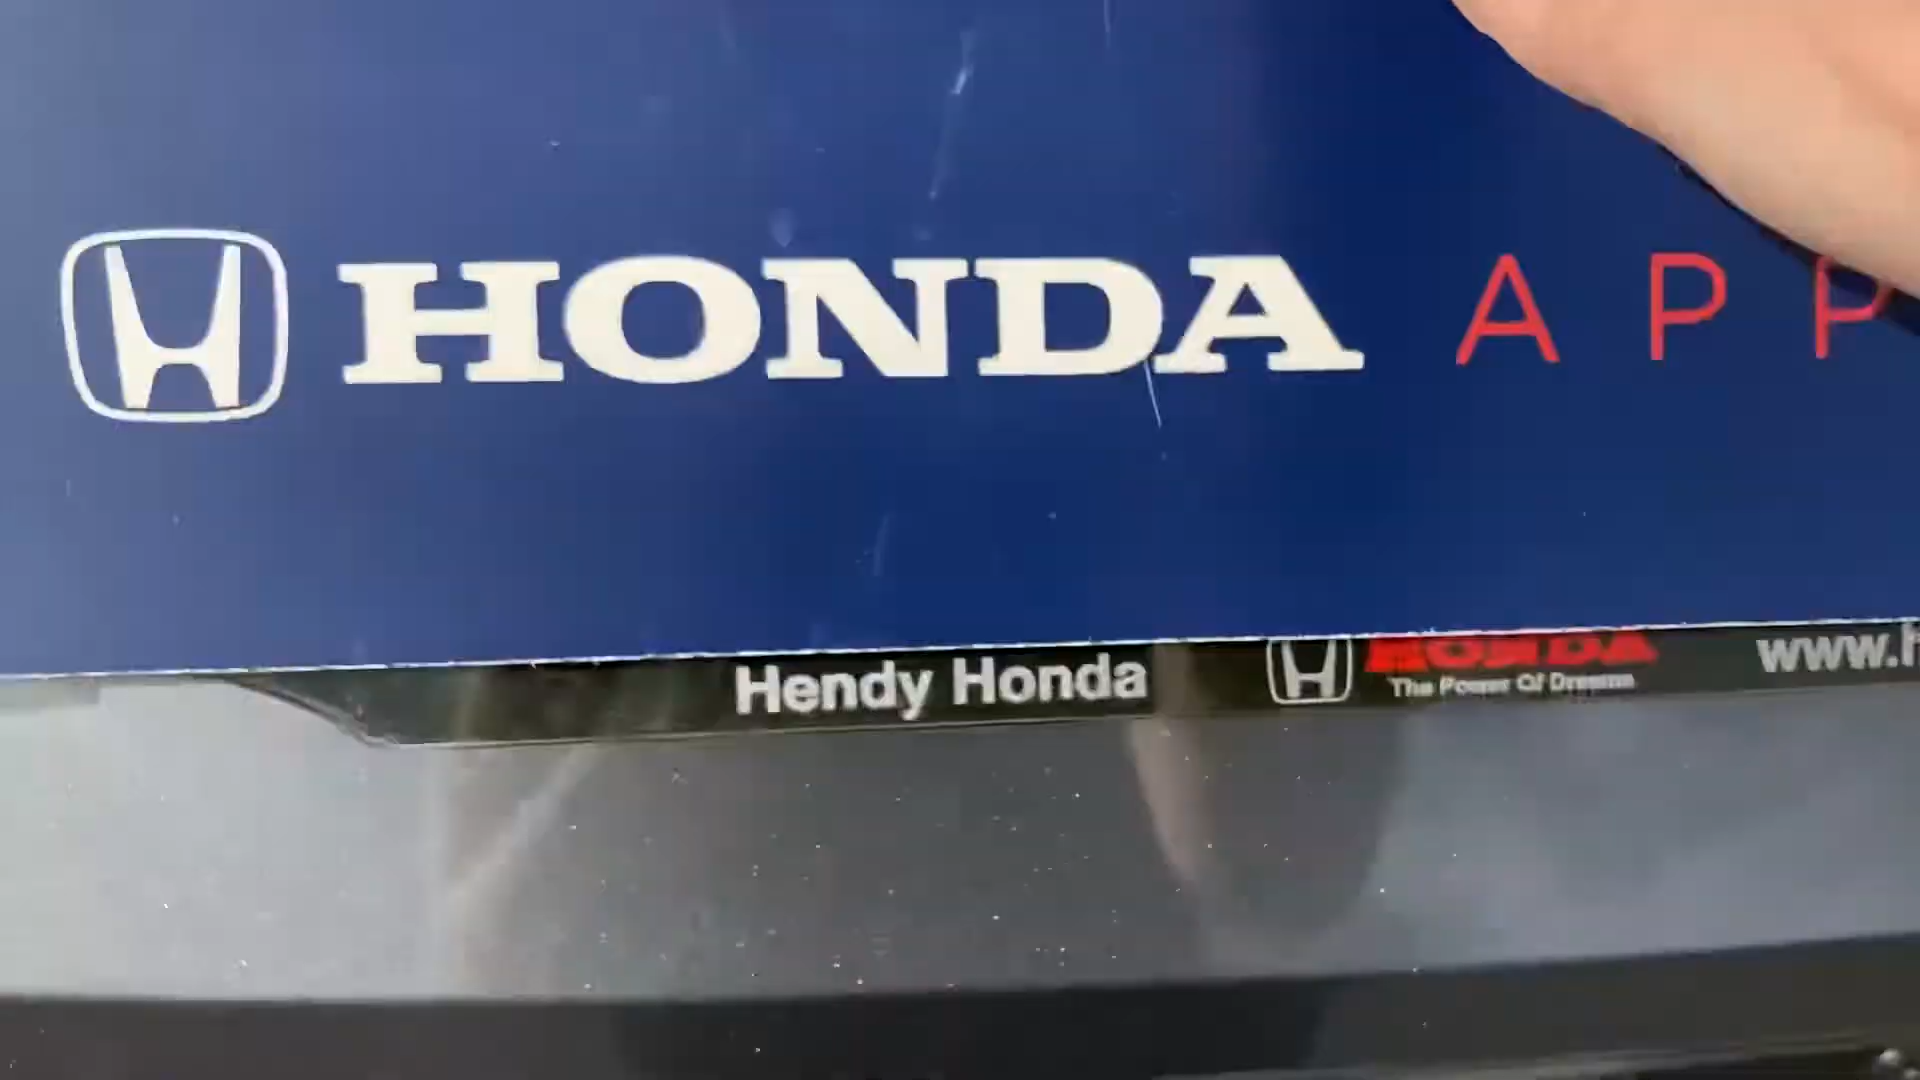 HONDA APP
Hendy Honda
HONDA
The Power Of Dreams
www.h